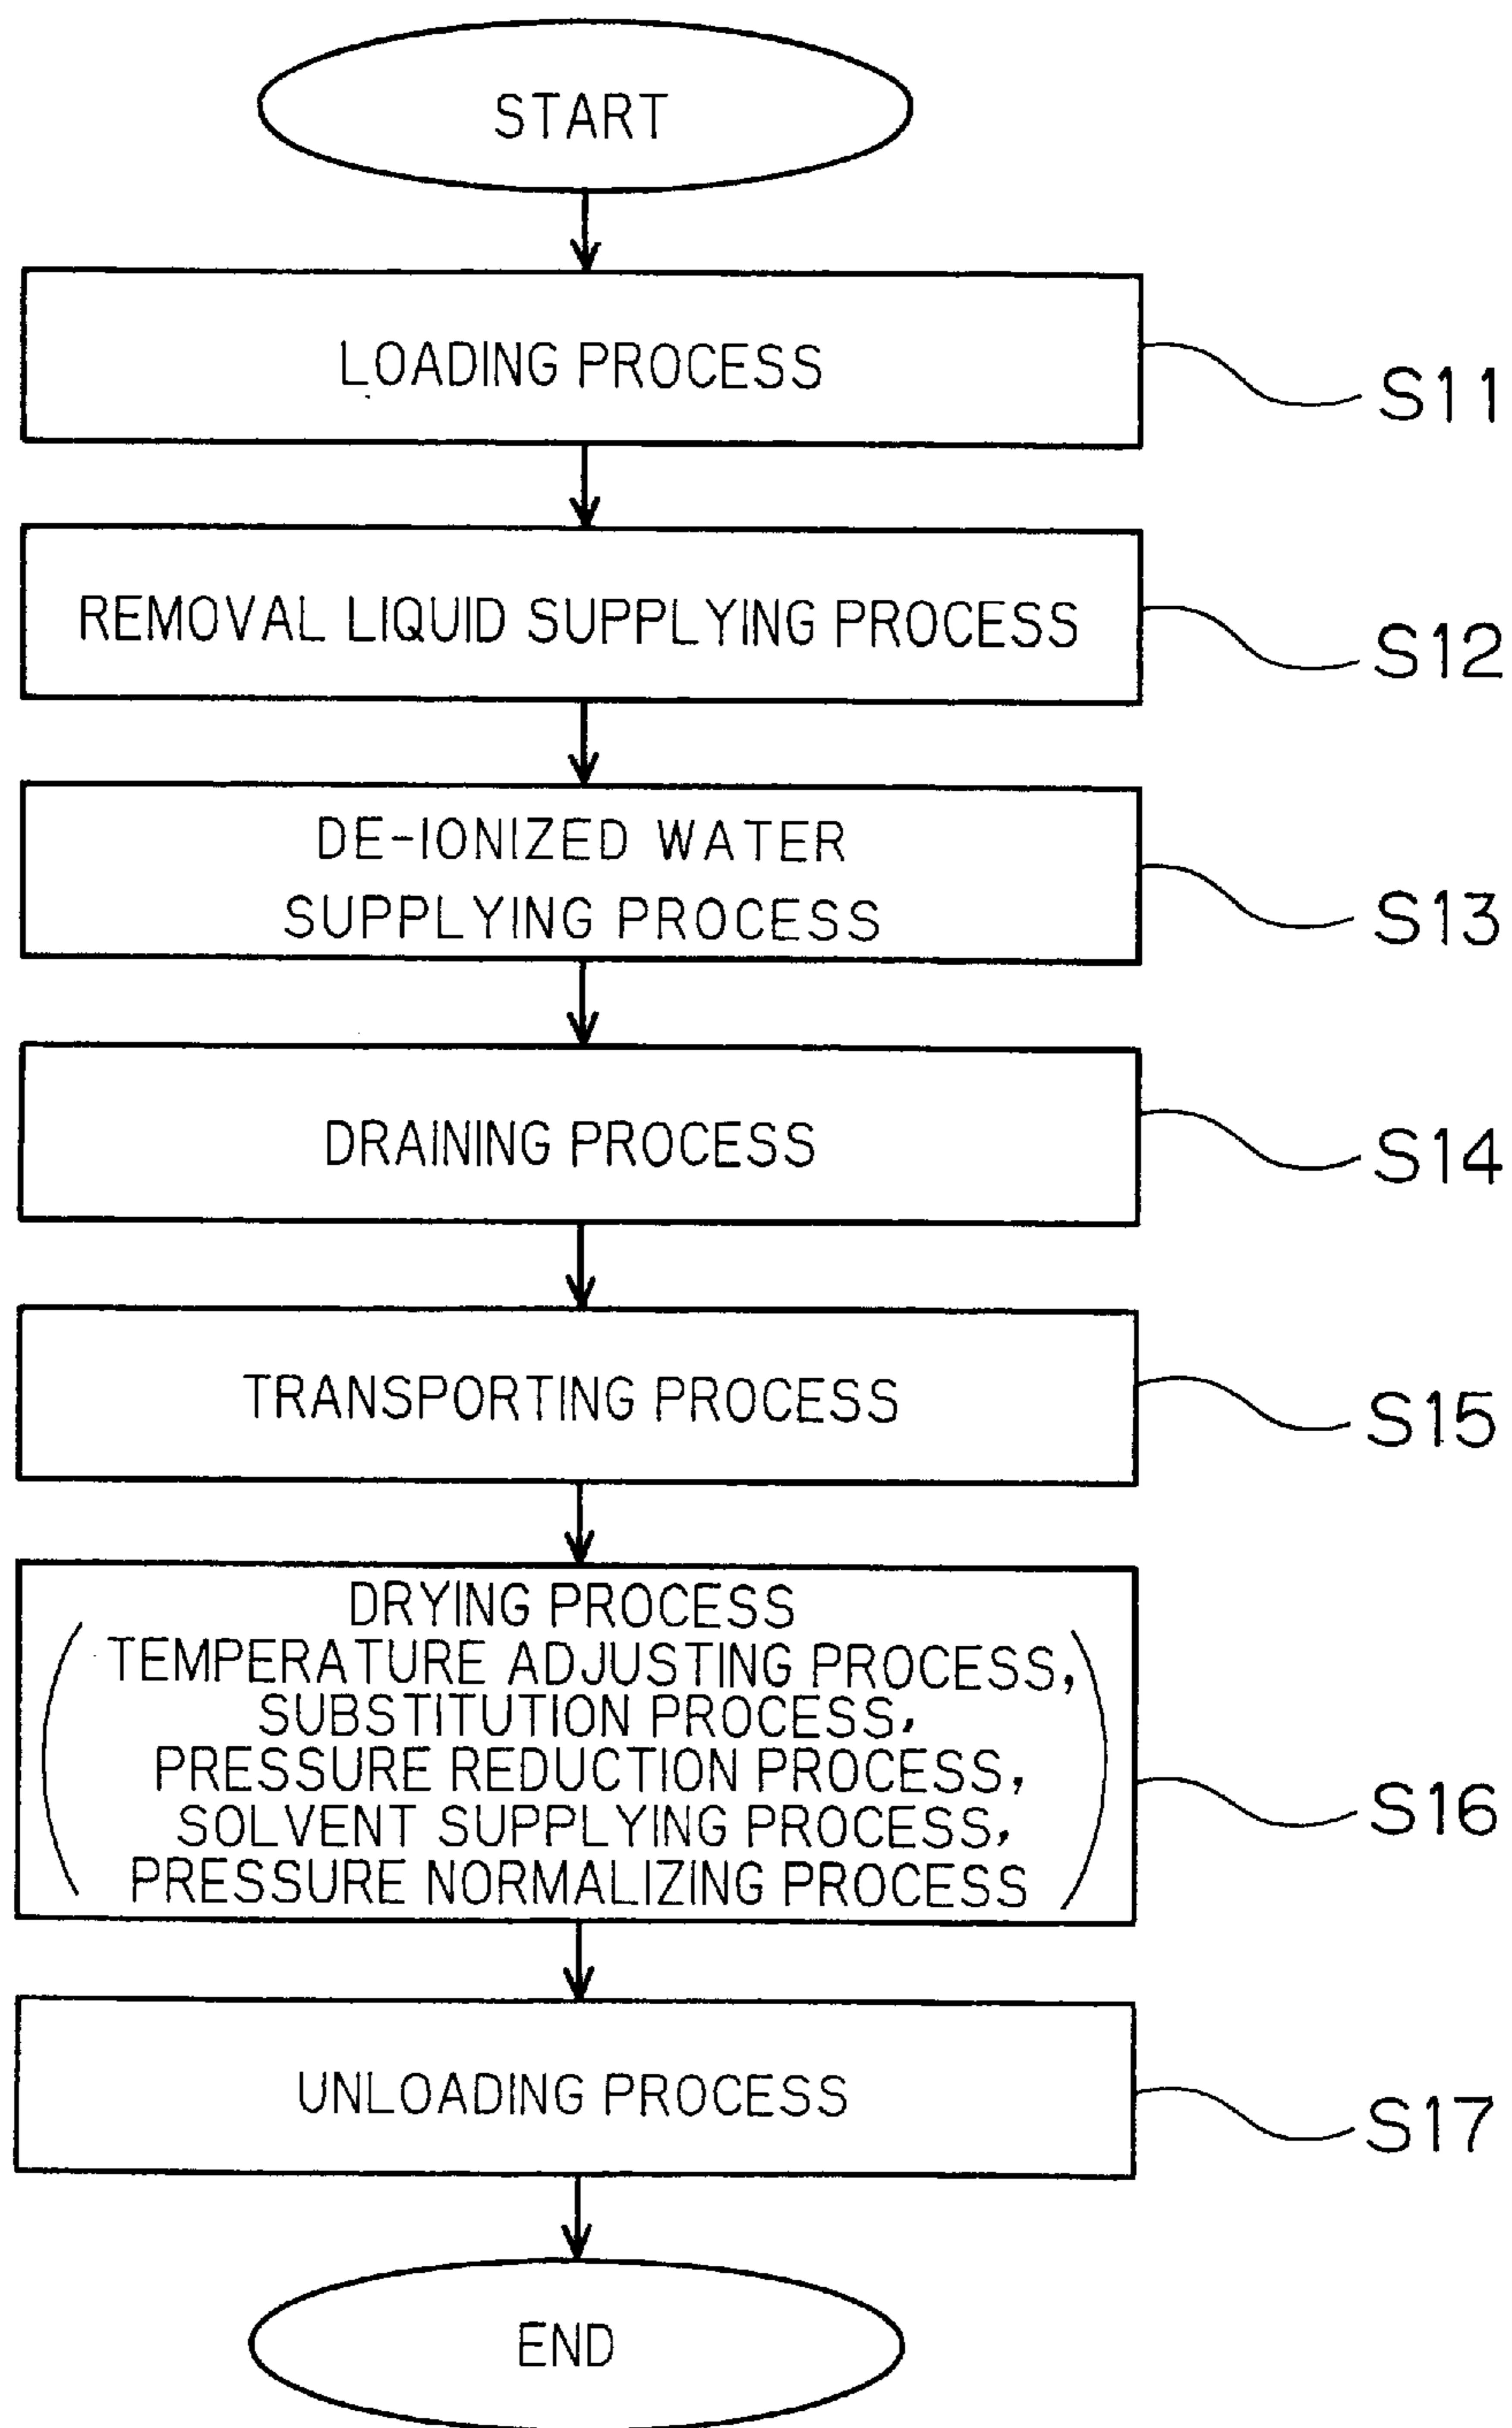 START
LOADING PROCESS
S11
REMOVAL LIQUID SUPPLYING PROCESS
S12
DE-IONIZED WATER
SUPPLYING PROCESS
S13
DRAINING PROCESS
S14
TRANSPORTING PROCESS
S15
DRYING PROCESS
( TEMPERATURE ADJUSTING PROCESS,
SUBSTITUTION PROCESS,
PRESSURE REDUCTION PROCESS,
SOLVENT SUPPLYING PROCESS,
PRESSURE NORMALIZING PROCESS )
S16
UNLOADING PROCESS
S17
END